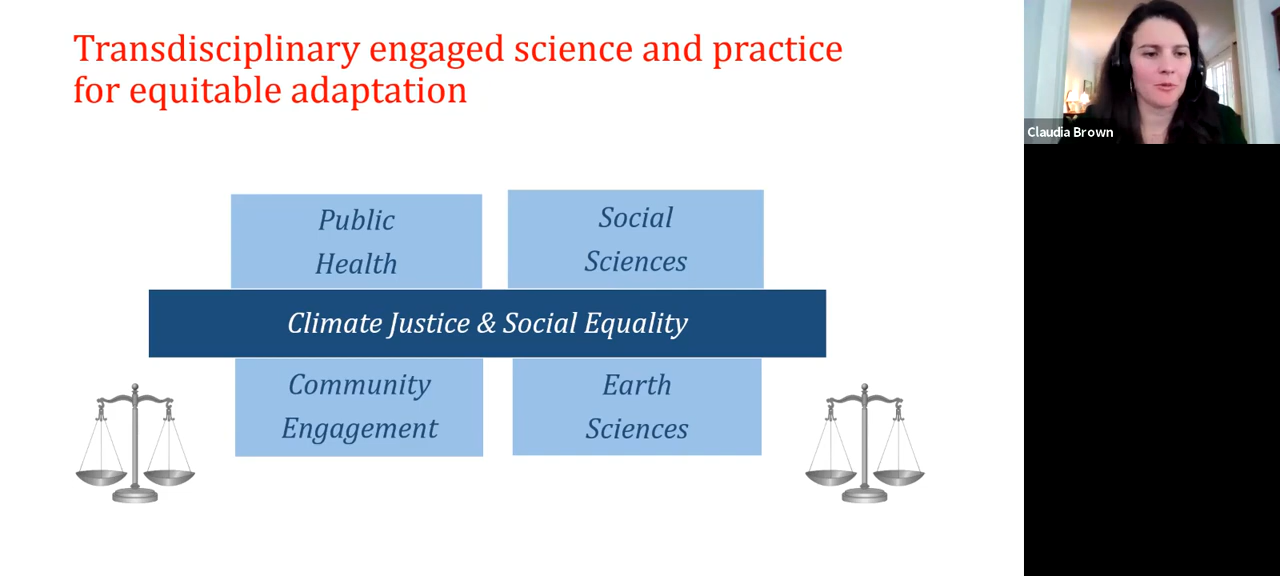 Transdisciplinary engaged science and practice
for equitable adaptation
Public
Health
Social
Sciences
Climate Justice & Social Equality
Community
Engagement
Earth
Sciences
Claudia Brown